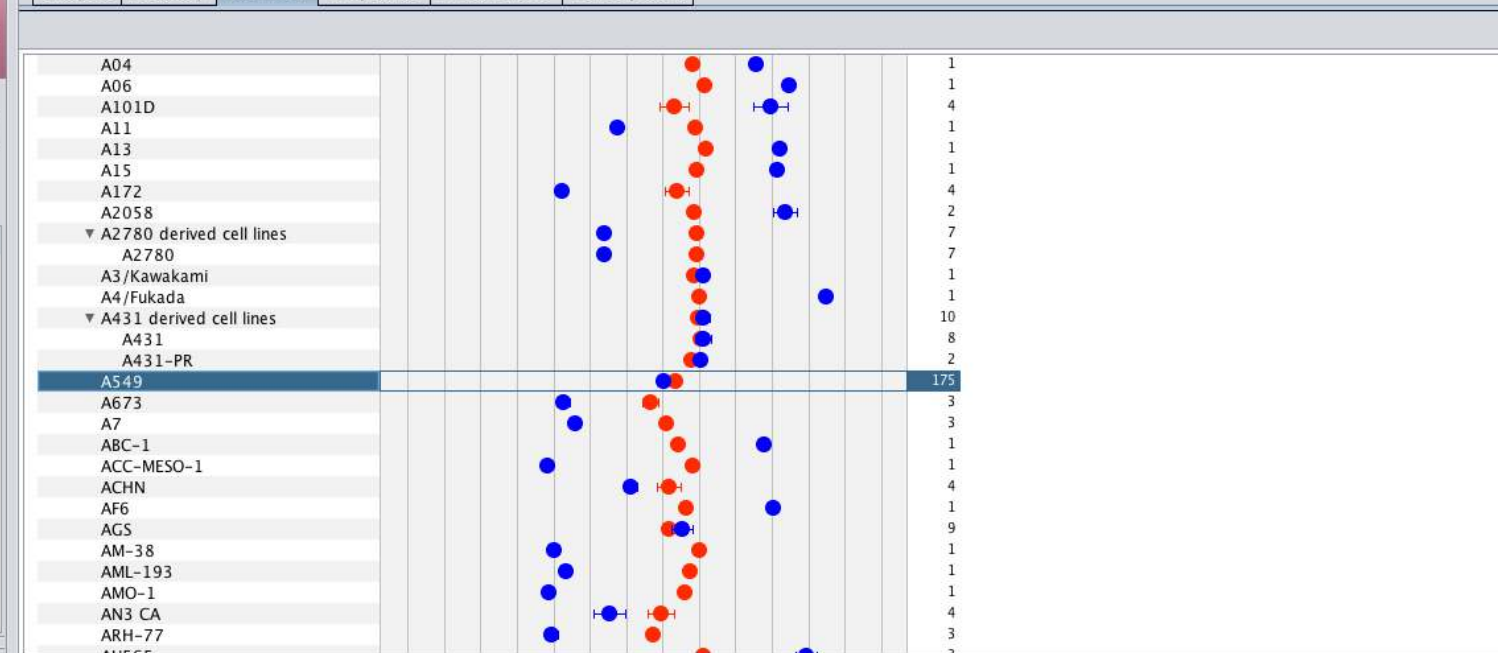 A04 1
A06 1
A101D 4
A11 1
A13 1
A15 1
A172 4
A2058 2
▼ A2780 derived cell lines 7
A2780 7
A3/Kawakami 1
A4/Fukada 1
▼ A431 derived cell lines 10
A431 8
A431-PR 2
A549 175
A673 3
A7 3
ABC-1 1
ACC-MESO-1 1
ACHN 4
AF6 1
AGS 9
AM-38 1
AML-193 1
AMO-1 1
AN3 CA 4
ARH-77 3